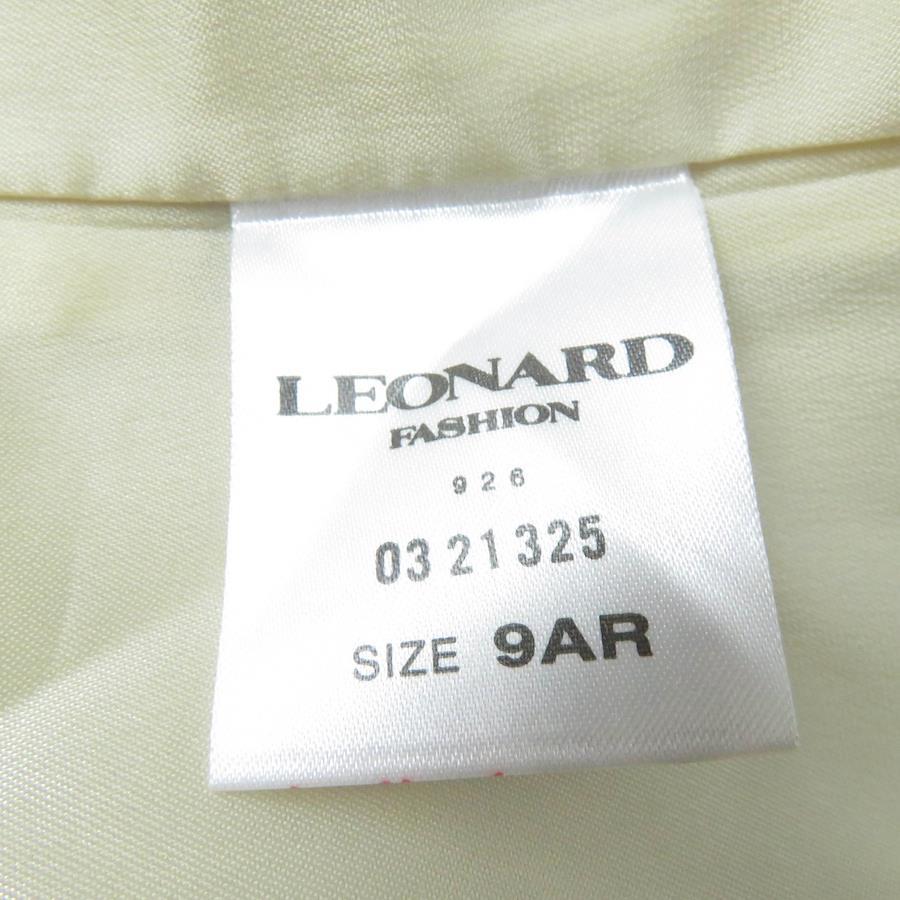 LEONARD
FASHION
926
03 21 325
SIZE 9AR